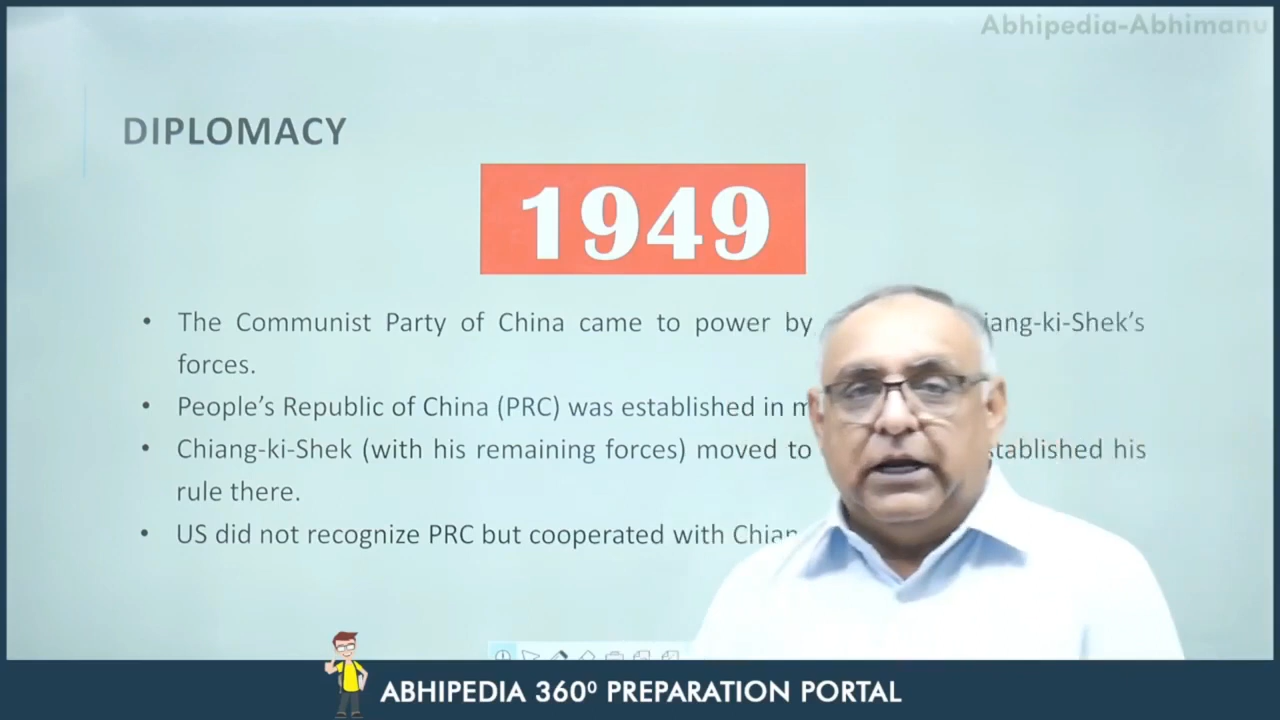 Abhipedia-Abhimanu
DIPLOMACY
1949
• The Communist Party of China came to power by iang-ki-Shek's
forces.
• People's Republic of China (PRC) was established in
• Chiang-ki-Shek (with his remaining forces) moved to stablished his
rule there.
• US did not recognize PRC but cooperated with Chian
ABHIPEDIA 360⁰ PREPARATION PORTAL